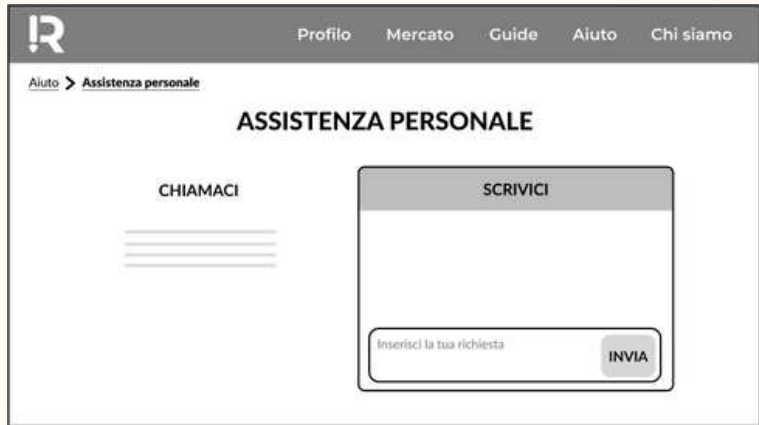 R
Profilo Mercato Guide Aiuto Chi siamo
Aiuto > Assistenza personale
ASSISTENZA PERSONALE
CHIAMACI
SCRIVICI
Inserisci la tua richiesta
INVIA